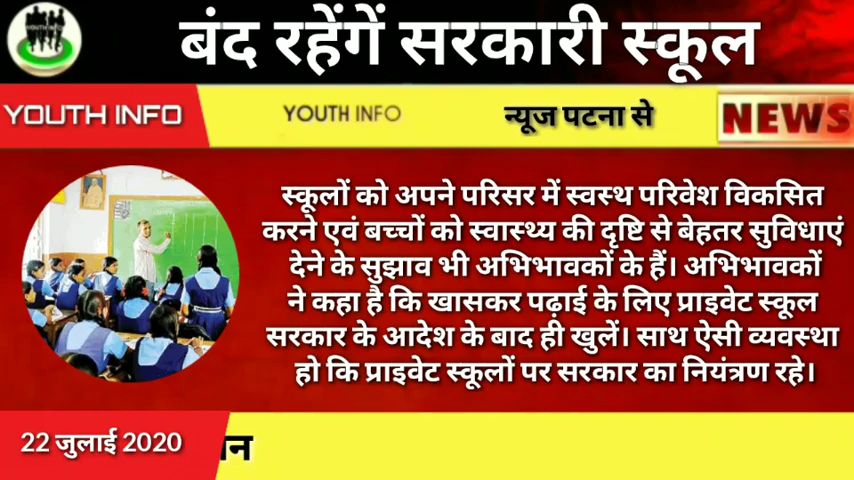 बंद रहेंगें सरकारी स्कूल
YOUTH INFO
YOUTH INFO
न्यूज पटना से
NEWS
स्कूलों को अपने परिसर में स्वस्थ परिवेश विकसित
करने एवं बच्चों को स्वास्थ्य की दृष्टि से बेहतर सुविधाएं
देने के सुझाव भी अभिभावकों के हैं। अभिभावकों
ने कहा है कि खासकर पढ़ाई के लिए प्राइवेट स्कूल
सरकार के आदेश के बाद ही खुलें। साथ ऐसी व्यवस्था
हो कि प्राइवेट स्कूलों पर सरकार का नियंत्रण रहे।
22 जुलाई 2020